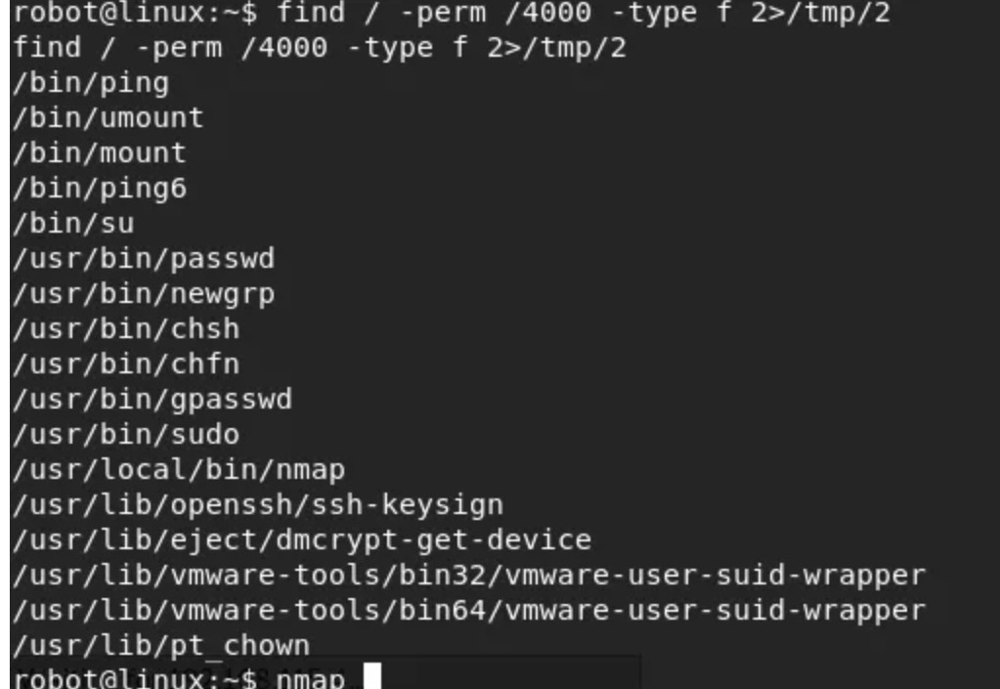 robot@linux:~$ find / -perm /4000 -type f 2>/tmp/2
find / -perm /4000 -type f 2>/tmp/2
/bin/ping
/bin/umount
/bin/mount
/bin/ping6
/bin/su
/usr/bin/passwd
/usr/bin/newgrp
/usr/bin/chsh
/usr/bin/chfn
/usr/bin/gpasswd
/usr/bin/sudo
/usr/local/bin/nmap
/usr/lib/openssh/ssh-keysign
/usr/lib/eject/dmcrypt-get-device
/usr/lib/vmware-tools/bin32/vmware-user-suid-wrapper
/usr/lib/vmware-tools/bin64/vmware-user-suid-wrapper
/usr/lib/pt_chown
robot@linux:~$ nmap